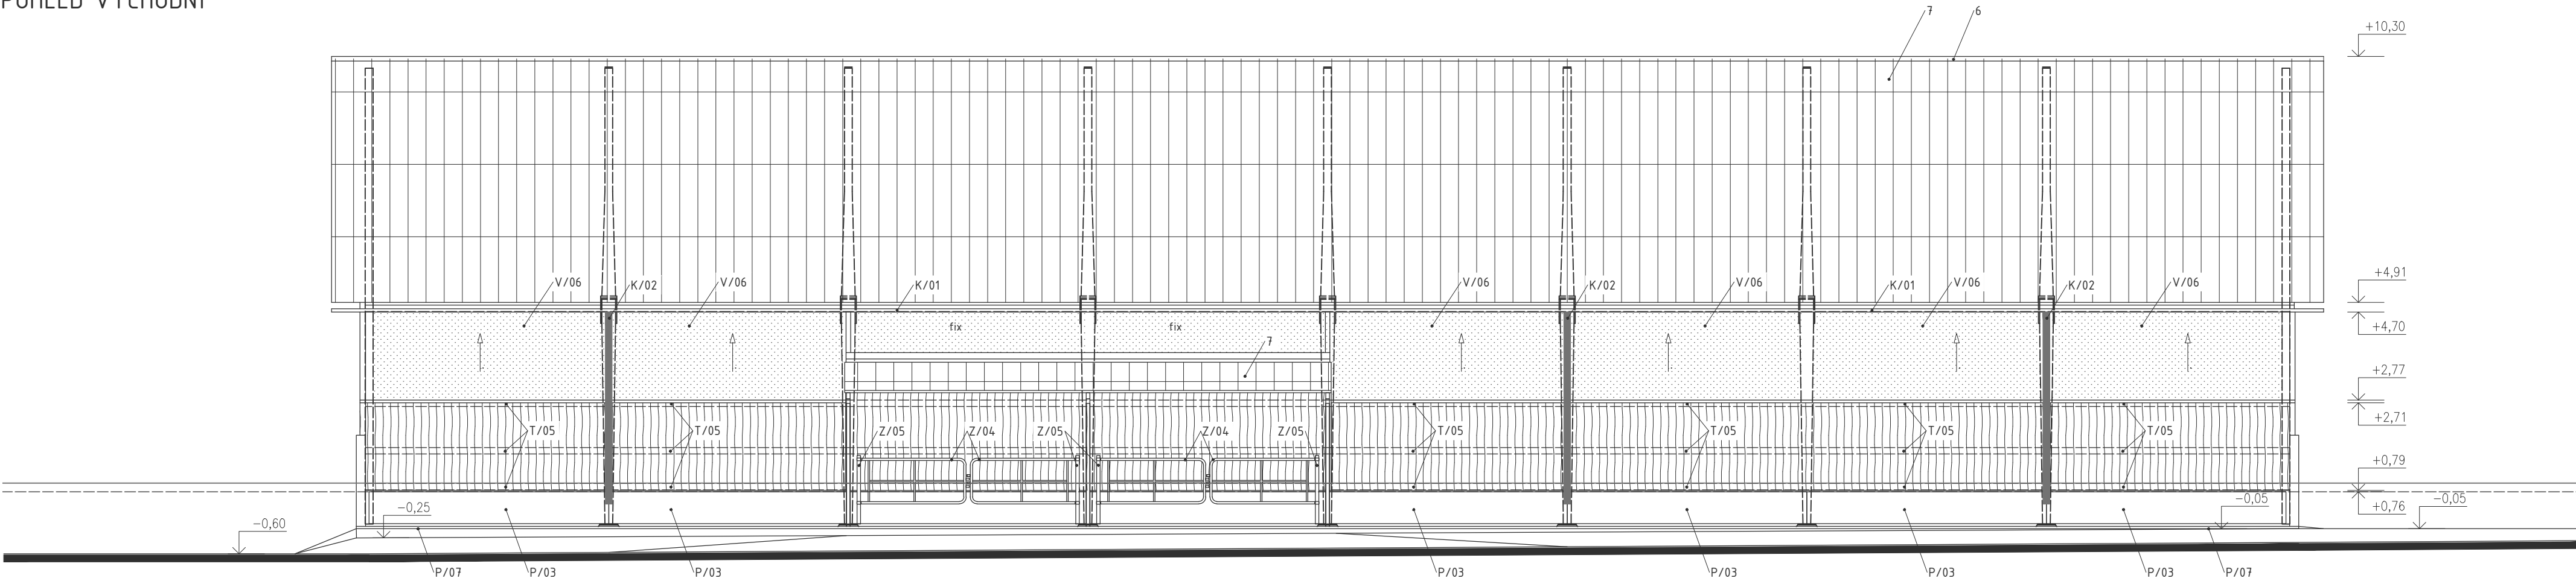 POHLED VÝCHODNÍ
7
6
+10,30
V/06
K/02
V/06
K/01
V/06
K/02
V/06
K/01
V/06
K/02
V/06
+4,91
fix
fix
+4,70
7
+2,77
T/05
T/05
Z/05
Z/04
Z/05
Z/04
Z/05
T/05
T/05
T/05
T/05
+2,71
+0,79
-0,60
-0,25
-0,05
-0,05
+0,76
P/07
P/03
P/03
P/03
P/03
P/03
P/03
P/07